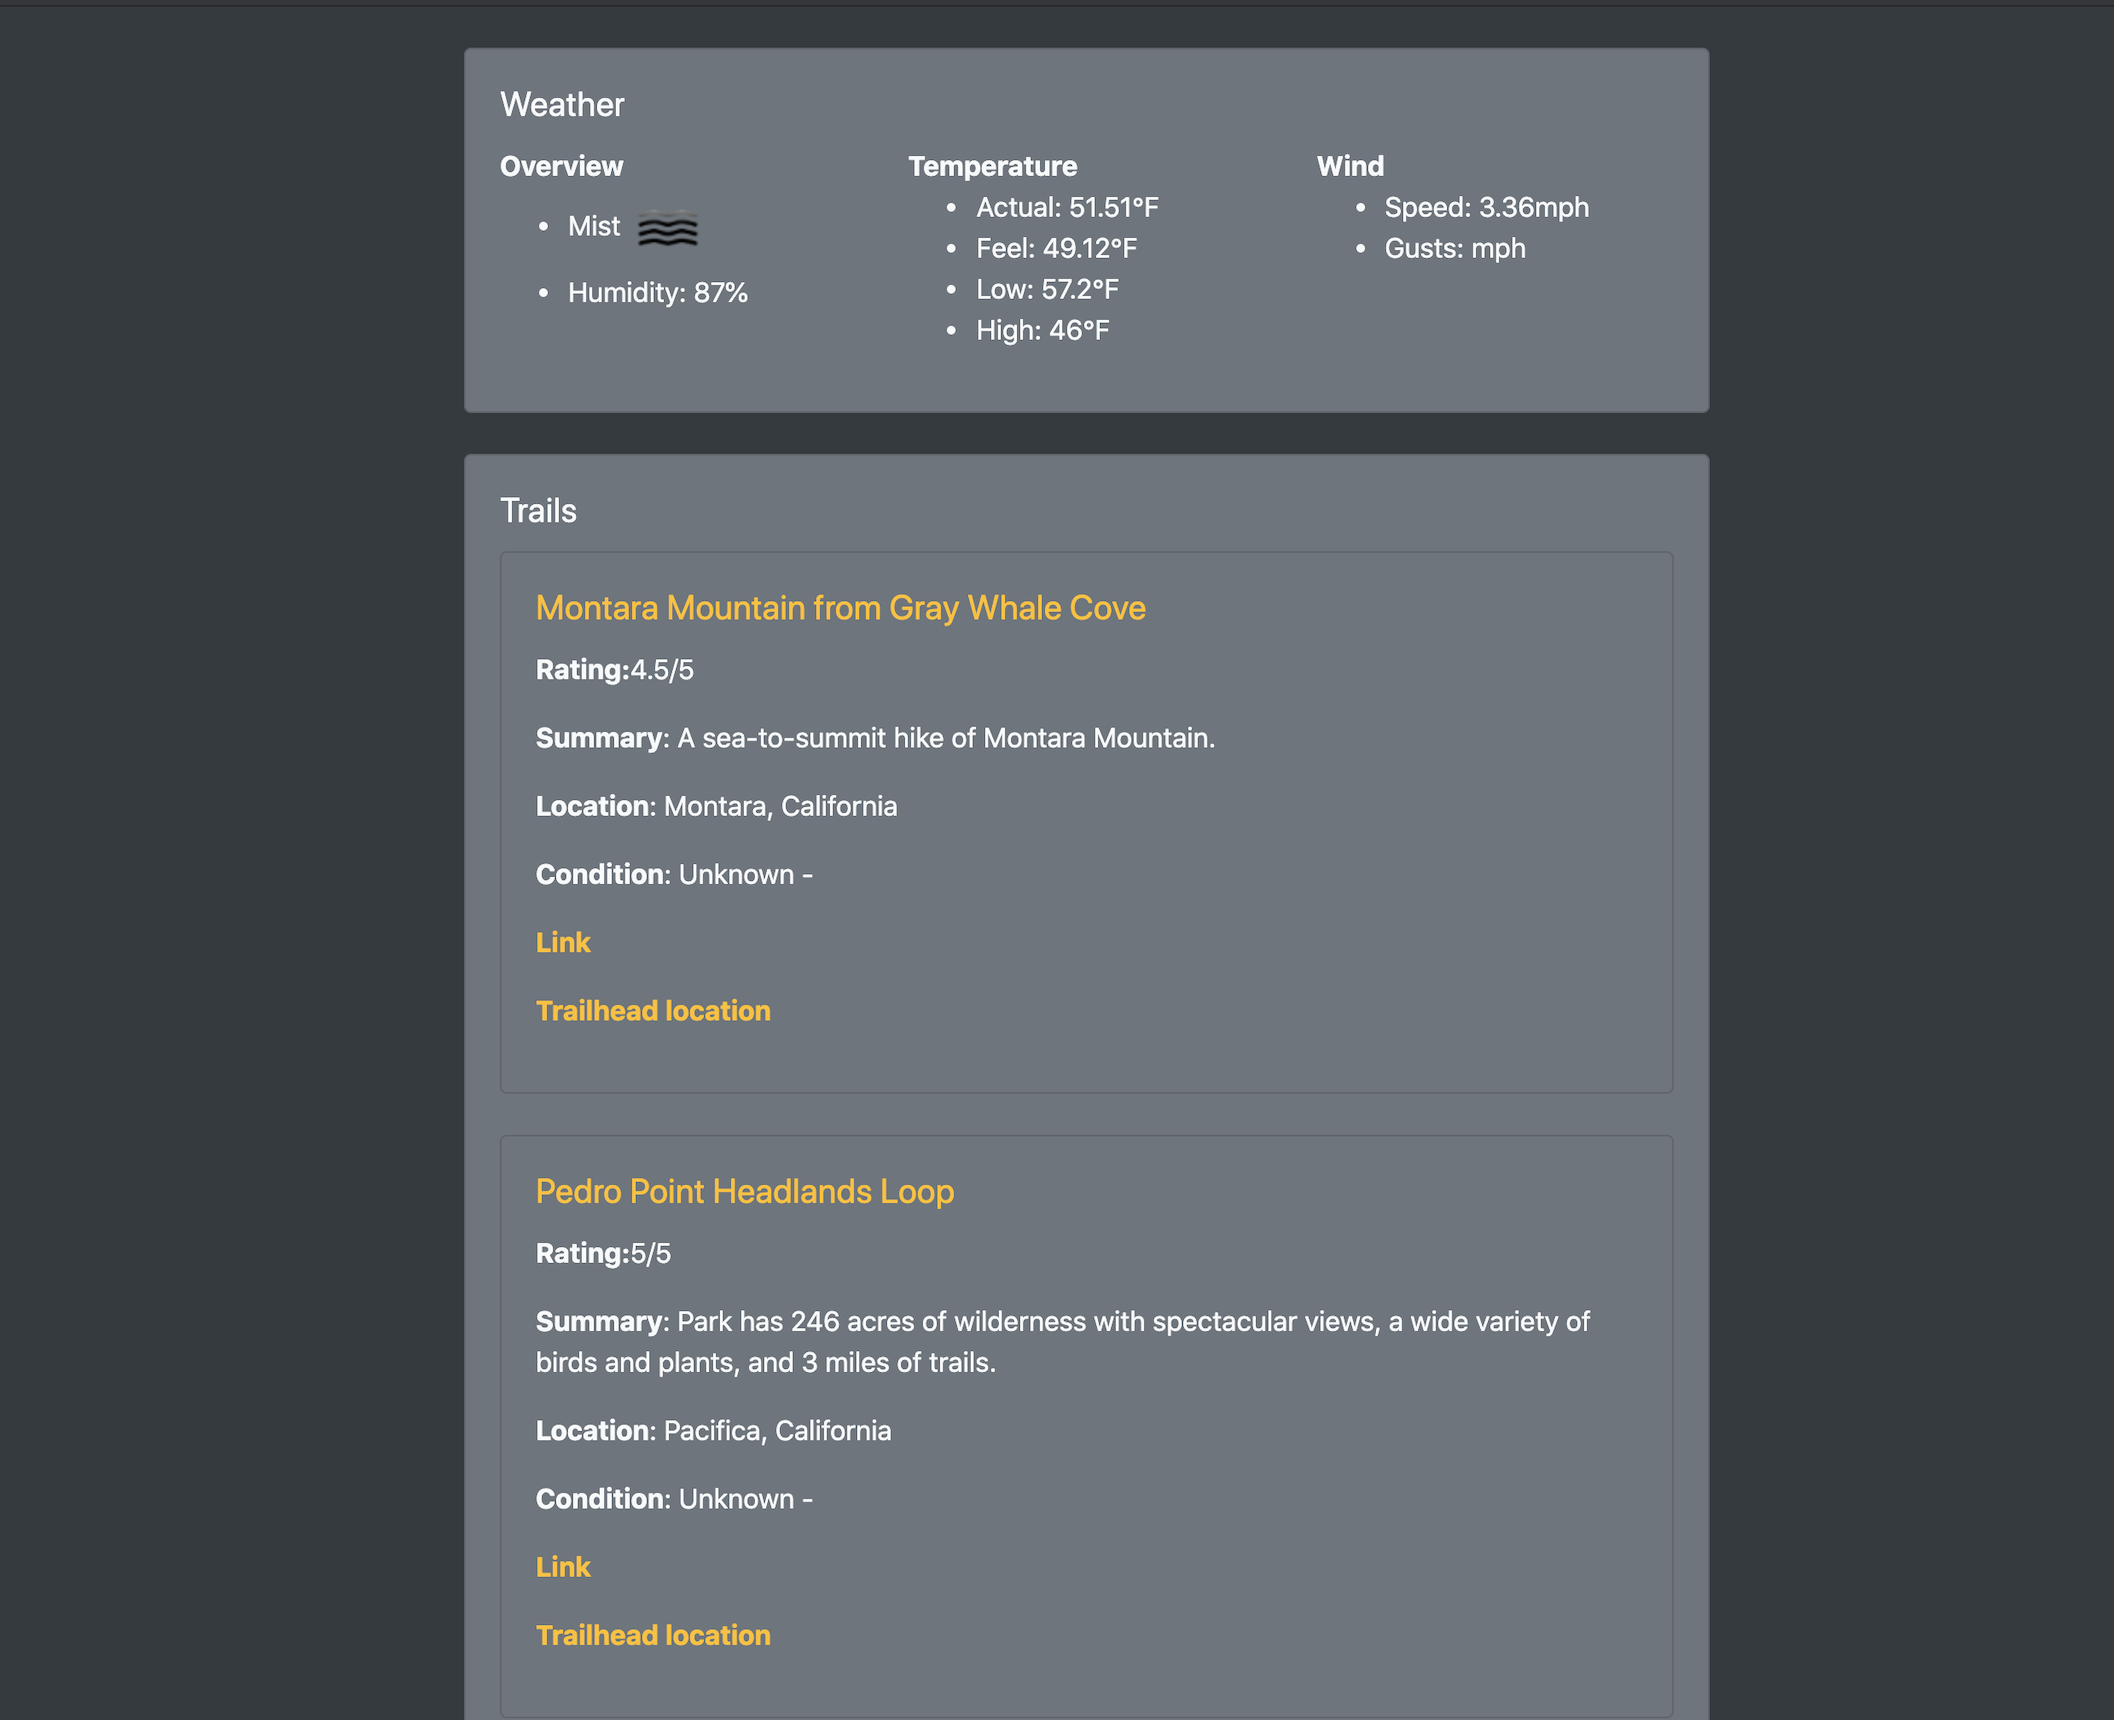 Weather
Overview
Mist
Humidity: 87%
Temperature
Actual: 51.51°F
Feel: 49.12°F
Low: 57.2°F
High: 46°F
Wind
Speed: 3.36mph
Gusts: mph
Trails
Montara Mountain from Gray Whale Cove
Rating:4.5/5
Summary: A sea-to-summit hike of Montara Mountain.
Location: Montara, California
Condition: Unknown -
Link
Trailhead location
Pedro Point Headlands Loop
Rating:5/5
Summary: Park has 246 acres of wilderness with spectacular views, a wide variety of
birds and plants, and 3 miles of trails.
Location: Pacifica, California
Condition: Unknown -
Link
Trailhead location